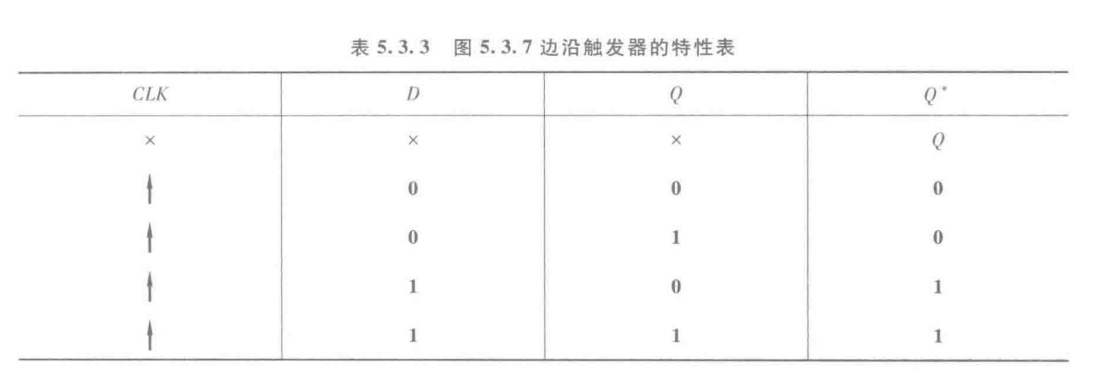 表 5.3.3 图 5.3.7 边沿触发器的特性表
CLK D Q Q*
× × × Q
↑ 0 0 0
↑ 0 1 0
↑ 1 0 1
↑ 1 1 1